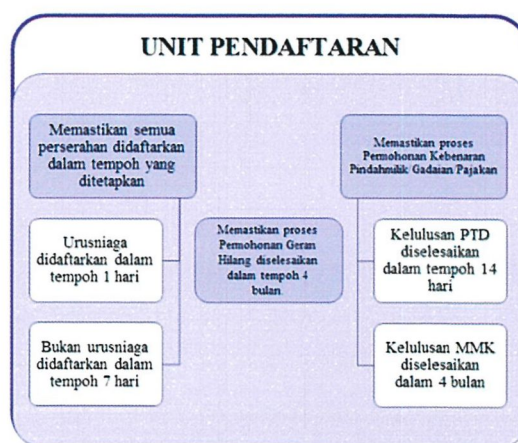 UNIT PENDAFTARAN
Memastikan semua
perserahan didaftarkan
dalam tempoh yang
ditetapkan
Urusniaga
didaftarkan dalam
tempoh 1 hari
Bukan urusniaga
didaftarkan dalam
tempoh 7 hari
Memastikan proses
Permohonan Geran
Hilang diselesaikan
dalam tempoh 4
bulan.
Memastikan proses
Permohonan Kebenaran
Pindahmilik/Gadaian/Pajakan
Kelulusan PTD
diselesaikan
dalam tempoh 14
hari
Kelulusan MMK
diselesaikan
dalam 4 bulan